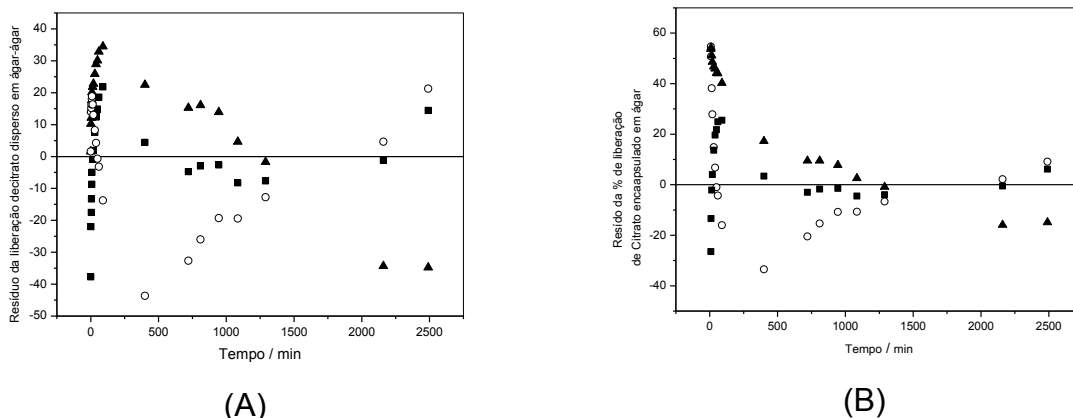 Resíduo da liberação decitrato disperso em ágar-ágar
40
30
20
10
0
-10
-20
-30
-40
-50
0 500 1000 1500 2000 2500
Tempo / min
(A)
Resído da % de liberação
de Citrato encaapsulado em ágar
60
40
20
0
-20
-40
60
0 500 1000 1500 2000 2500
Tempo / min
(B)